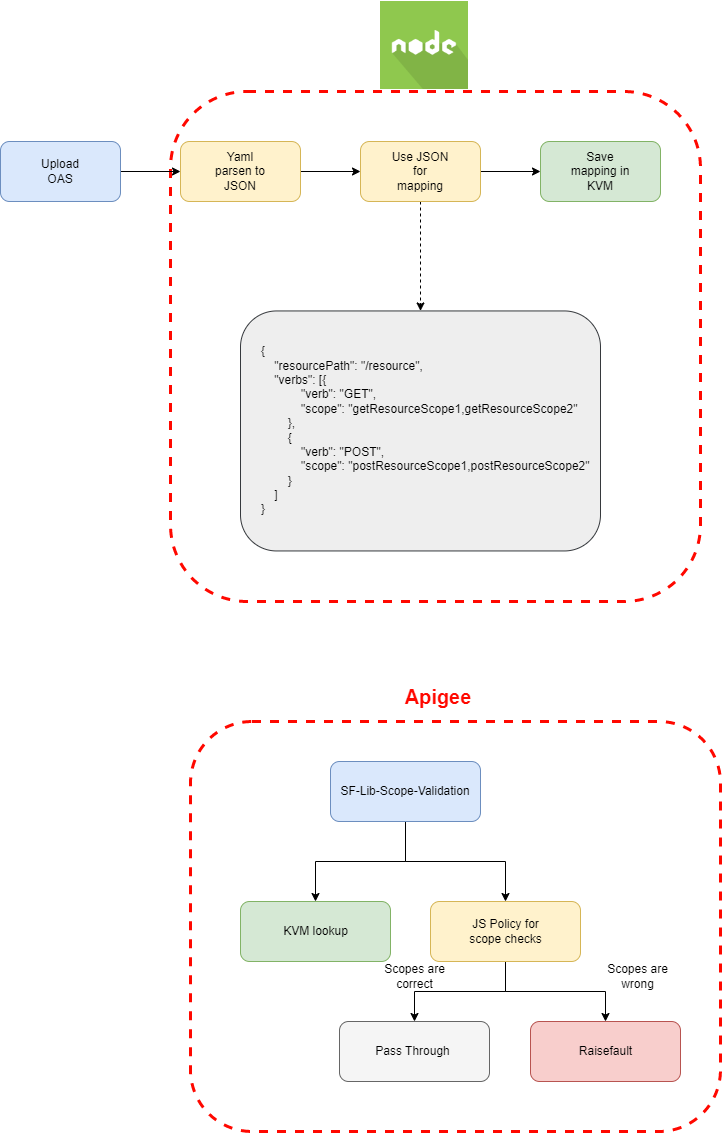 node
Upload
OAS
Yaml
parsen to
JSON
Use JSON
for
mapping
Save
mapping in
KVM
{
"resourcePath": "/resource",
"verbs": [{
"verb": "GET",
"scope": "getResourceScope1,getResourceScope2"
},
{
"verb": "POST",
"scope": "postResourceScope1,postResourceScope2"
}
]
}
Apigee
SF-Lib-Scope-Validation
KVM lookup
JS Policy for
scope checks
Scopes are
correct
Scopes are
wrong
Pass Through
Raisefault